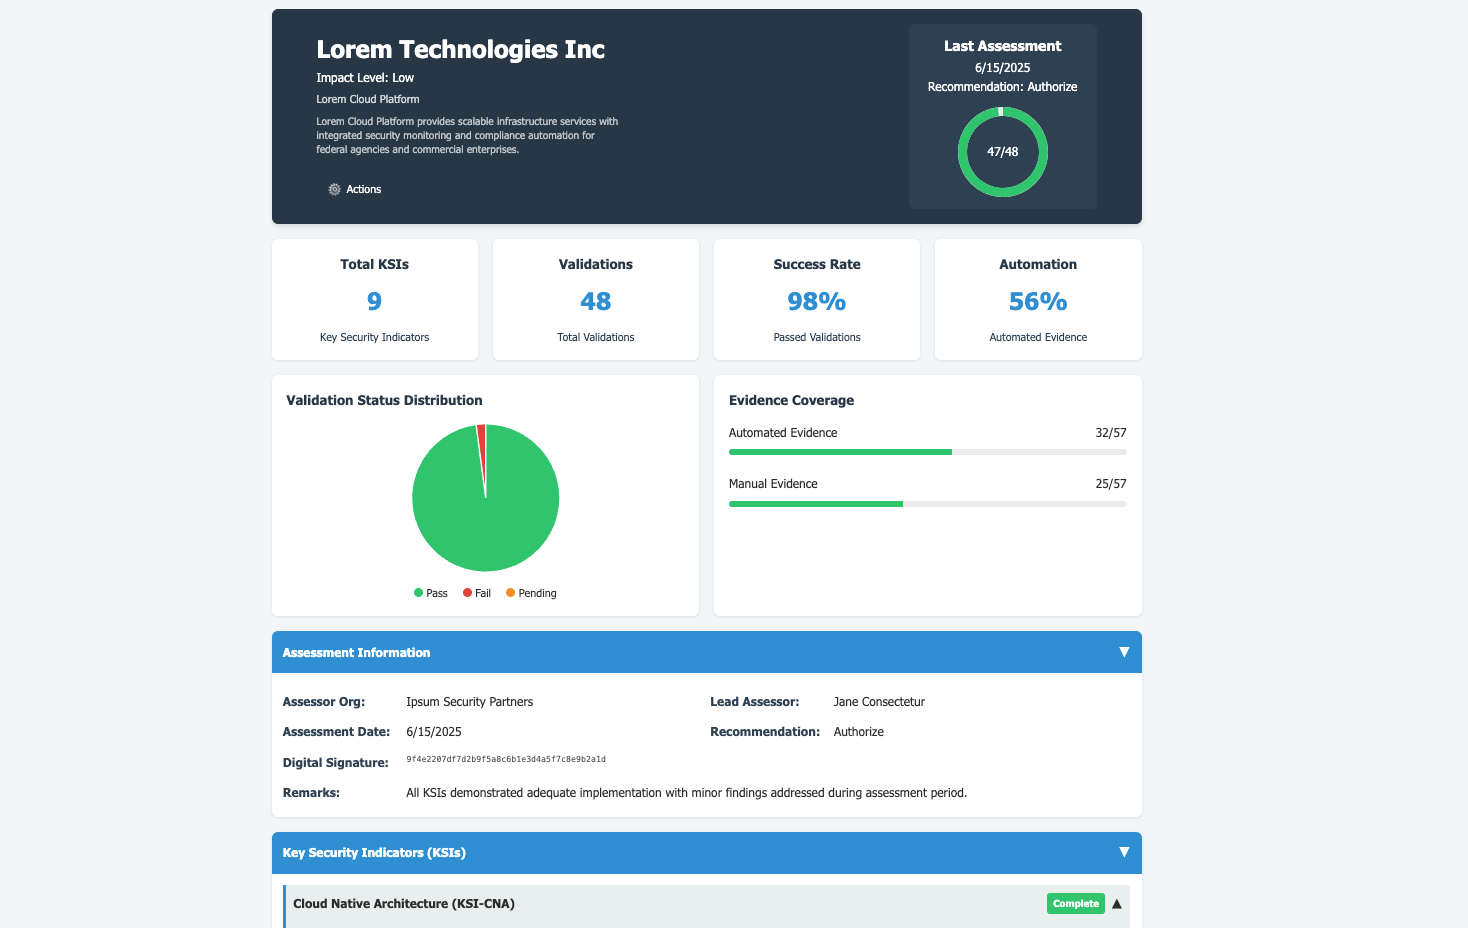 Lorem Technologies Inc
Impact Level: Low
Lorem Cloud Platform
Lorem Cloud Platform provides scalable infrastructure services with
integrated security monitoring and compliance automation for
federal agencies and commercial enterprises.
Actions
Last Assessment
6/15/2025
Recommendation: Authorize
47/48
Total KSIs
9
Key Security Indicators
Validations
48
Total Validations
Success Rate
98%
Passed Validations
Automation
56%
Automated Evidence
Validation Status Distribution
Pass Fail Pending
Evidence Coverage
Automated Evidence 32/57
Manual Evidence 25/57
Assessment Information ▼
Assessor Org: Ipsum Security Partners
Lead Assessor: Jane Consectetur
Assessment Date: 6/15/2025
Recommendation: Authorize
Digital Signature: 9f4e2207df7d2b9f5a8c6b1e3d4a5f7c8e9b2a1d
Remarks: All KSIs demonstrated adequate implementation with minor findings addressed during assessment period.
Key Security Indicators (KSIs) ▼
Cloud Native Architecture (KSI-CNA) Complete ▲